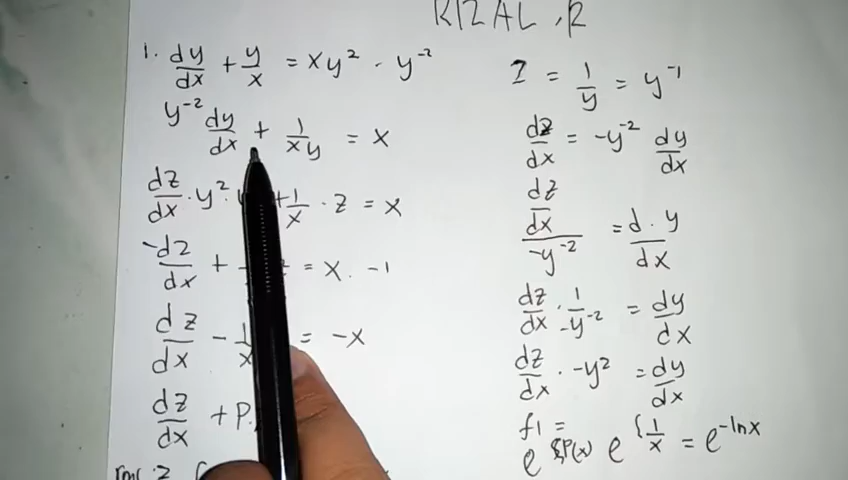 RIZAL .R
1. dy/dx + y/x = xy² · y⁻²
y⁻² dy/dx + 1/xy = x
dz/dx · y² · + 1/x · z = x
-dz/dx + = x · -1
dz/dx - 1/x = -x
dz/dx + P
Z = 1/y = y⁻¹
dz/dx = -y⁻² dy/dx
dz/dx / -y⁻² = d·y/dx
dz/dx · 1/-y⁻² = dy/dx
dz/dx · -y² = dy/dx
f1 =
e ∫P(x) e ∫1/x = e^-lnx